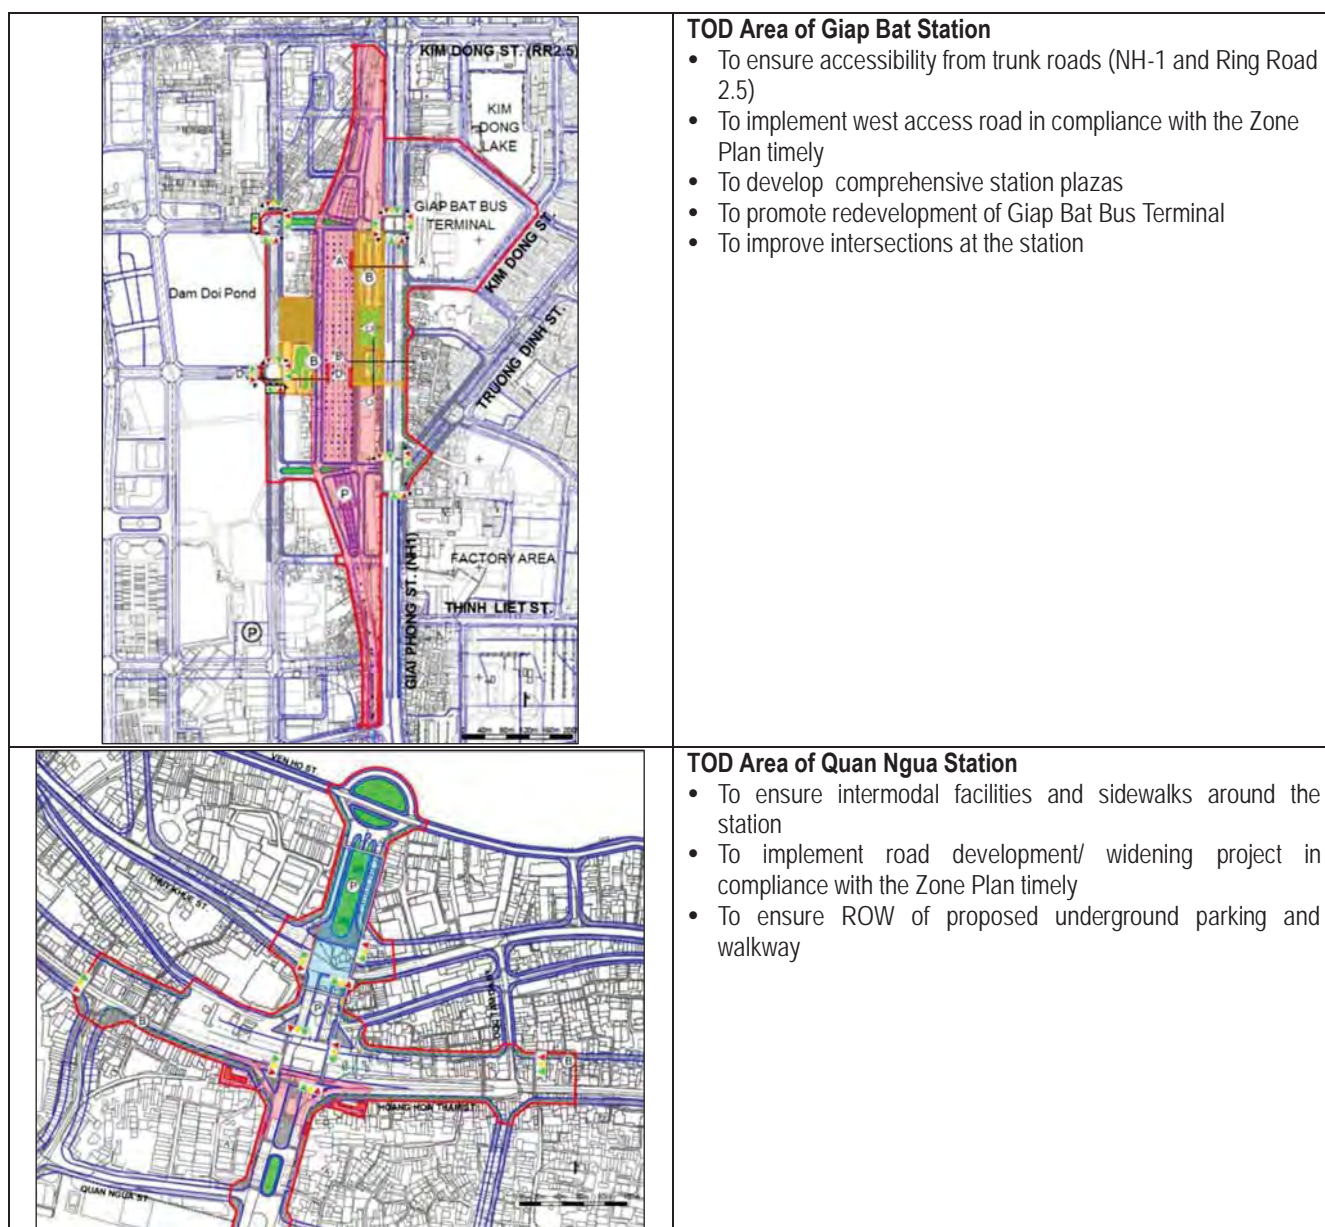 KIM DONG ST. (RR2.5)
KIM
DONG
LAKE
GIAP BAT BUS
TERMINAL
KIM DONG ST.
A
A
B
Dam Doi Pond
TRUONG DINH ST.
B
B
B
D
D
P
FACTORY AREA
GIAI PHONG ST. (NH1)
THINH LIET ST.
P
TOD Area of Giap Bat Station
• To ensure accessibility from trunk roads (NH-1 and Ring Road
2.5)
• To implement west access road in compliance with the Zone
Plan timely
• To develop comprehensive station plazas
• To promote redevelopment of Giap Bat Bus Terminal
• To improve intersections at the station
VEN HO ST.
THUY KHUE ST.
P
P
B
B
HOANG HOA THAM ST.
A
A
QUAN NGUA ST.
TOD Area of Quan Ngua Station
• To ensure intermodal facilities and sidewalks around the
station
• To implement road development/ widening project in
compliance with the Zone Plan timely
• To ensure ROW of proposed underground parking and
walkway